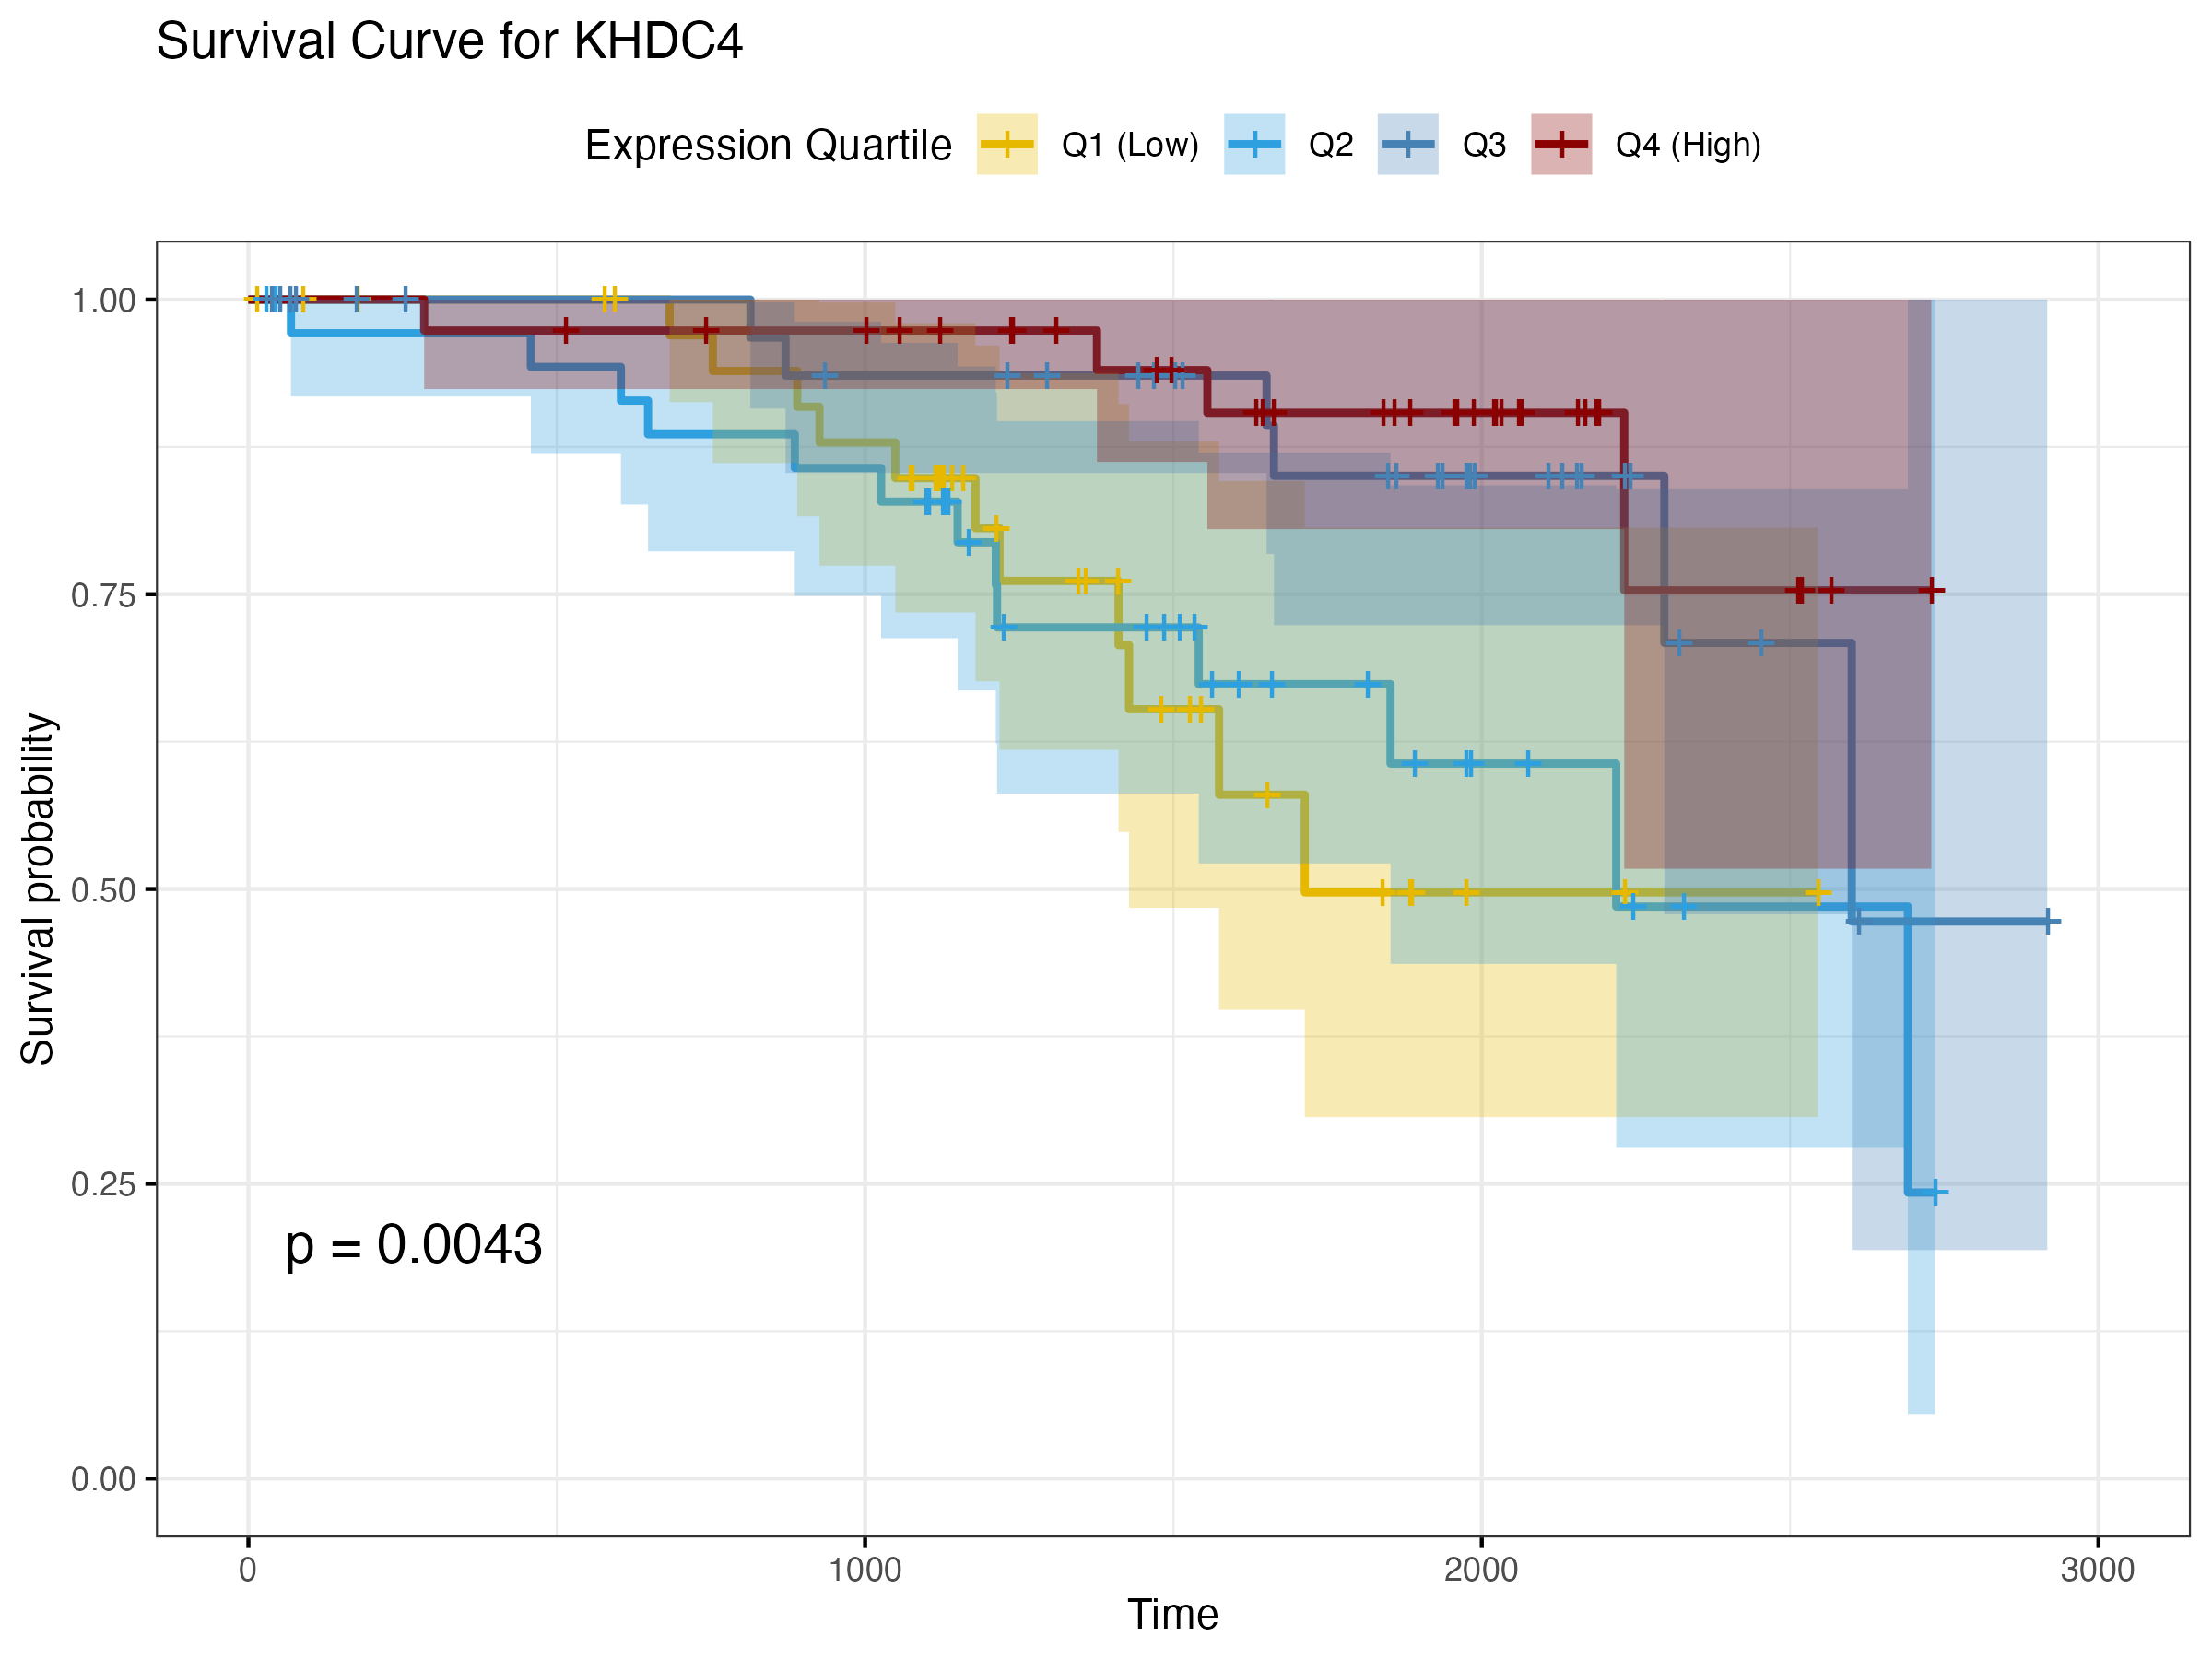 Survival Curve for KHDC4
Expression Quartile Q1 (Low) Q2 Q3 Q4 (High)
1.00
0.75
0.50
0.25
0.00
Survival probability
p = 0.0043
0 1000 2000 3000
Time